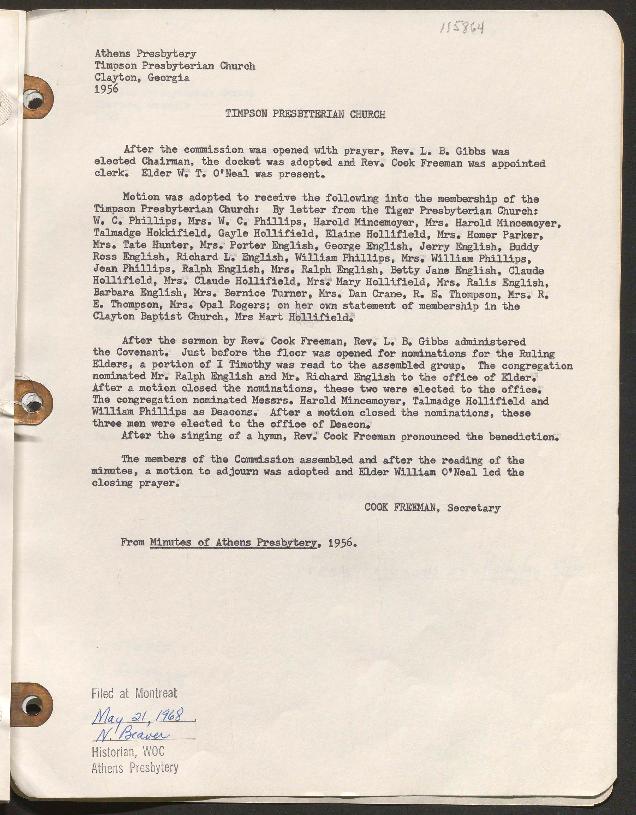 115864
Athens Presbytery
Timpson Presbyterian Church
Clayton, Georgia
1956
TIMPSON PRESBYTERIAN CHURCH
After the commission was opened with prayer, Rev. L. B. Gibbs was
elected Chairman, the docket was adopted and Rev. Cook Freeman was appointed
clerk. Elder W. T. O'Neal was present.
Motion was adopted to receive the following into the membership of the
Timpson Presbyterian Church: By letter from the Tiger Presbyterian Church:
W. C. Phillips, Mrs. W. C. Phillips, Harold Mincemoyer, Mrs. Harold Mincemoyer,
Talmadge Hokkifield, Gayle Hollifield, Elaine Hollifield, Mrs. Homer Parker,
Mrs. Tate Hunter, Mrs. Porter English, George English, Jerry English, Buddy
Ross English, Richard L. English, William Phillips, Mrs. William Phillips,
Jean Phillips, Ralph English, Mrs. Ralph English, Betty Jane English, Claude
Hollifield, Mrs. Claude Hollifield, Mrs. Mary Hollifield, Mrs. Ralis English,
Barbara English, Mrs. Bernice Turner, Mrs. Dan Crane, R. E. Thompson, Mrs. R.
E. Thompson, Mrs. Opal Rogers; on her own statement of membership in the
Clayton Baptist Church, Mrs Mart Hollifield.
After the sermon by Rev. Cook Freeman, Rev. L. B. Gibbs administered
the Covenant. Just before the floor was opened for nominations for the Ruling
Elders, a portion of I Timothy was read to the assembled group. The congregation
nominated Mr. Ralph English and Mr. Richard English to the office of Elder.
After a motion closed the nominations, these two were elected to the office.
The congregation nominated Messrs. Harold Mincemoyer, Talmadge Hollifield and
William Phillips as Deacons. After a motion closed the nominations, these
three men were elected to the office of Deacon.
After the singing of a hymn, Rev. Cook Freeman pronounced the benediction.
The members of the Commission assembled and after the reading of the
minutes, a motion to adjourn was adopted and Elder William O'Neal led the
closing prayer.
COOK FREEMAN, Secretary
From Minutes of Athens Presbytery, 1956.
Filed at Montreat
May 21, 1968
N. Beaver
Historian, WOC
Athens Presbytery